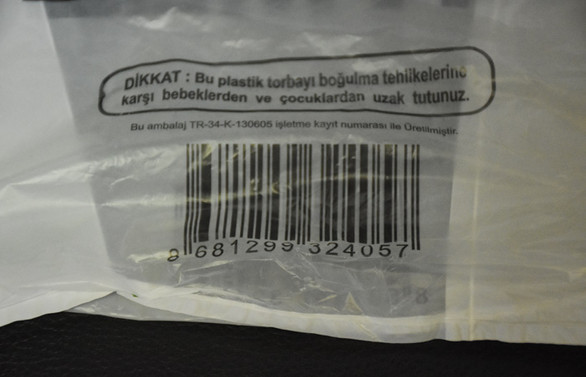 DİKKAT : Bu plastik torbayı boğulma tehlikelerine
karşı bebeklerden ve çocuklardan uzak tutunuz.
Bu ambalaj TR-34-K-130605 işletme kayıt numarası ile Üretilmiştir.
8 681299 324057